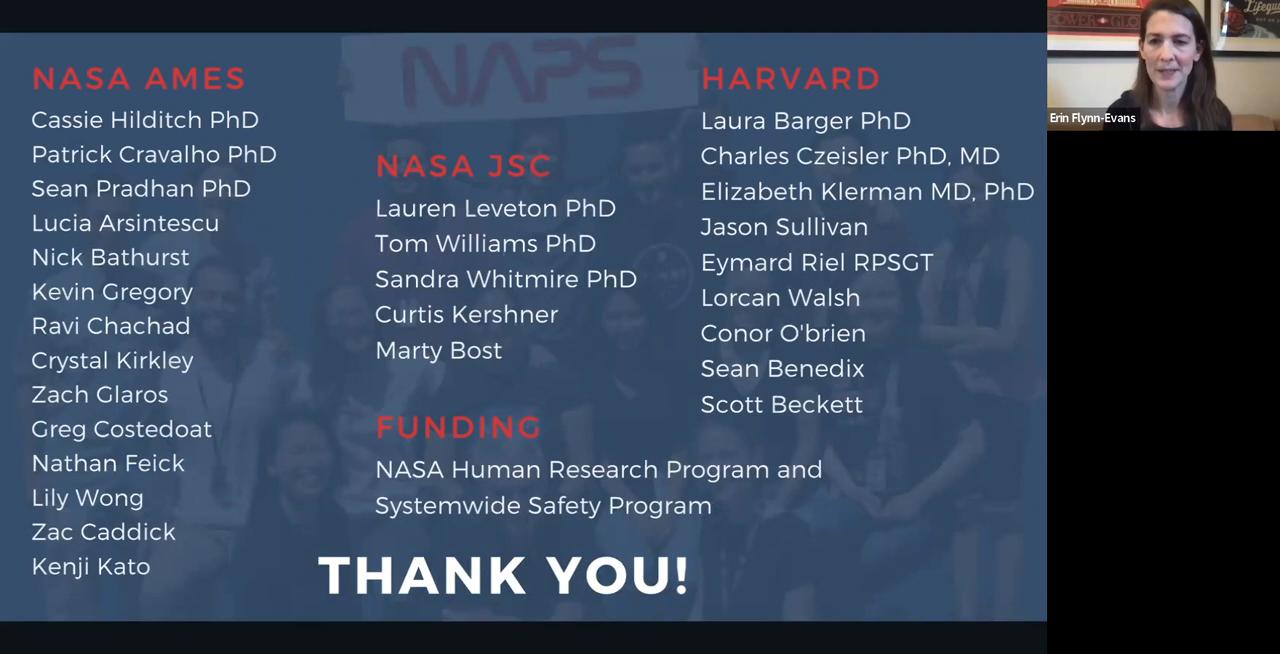 NAPS
NASA AMES
Cassie Hilditch PhD
Patrick Cravalho PhD
Sean Pradhan PhD
Lucia Arsintescu
Nick Bathurst
Kevin Gregory
Ravi Chachad
Crystal Kirkley
Zach Glaros
Greg Costedoat
Nathan Feick
Lily Wong
Zac Caddick
Kenji Kato
NASA JSC
Lauren Leveton PhD
Tom Williams PhD
Sandra Whitmire PhD
Curtis Kershner
Marty Bost
FUNDING
NASA Human Research Program and
Systemwide Safety Program
HARVARD
Laura Barger PhD
Charles Czeisler PhD, MD
Elizabeth Klerman MD, PhD
Jason Sullivan
Eymard Riel RPSGT
Lorcan Walsh
Conor O'brien
Sean Benedix
Scott Beckett
THANK YOU!
Erin Flynn-Evans